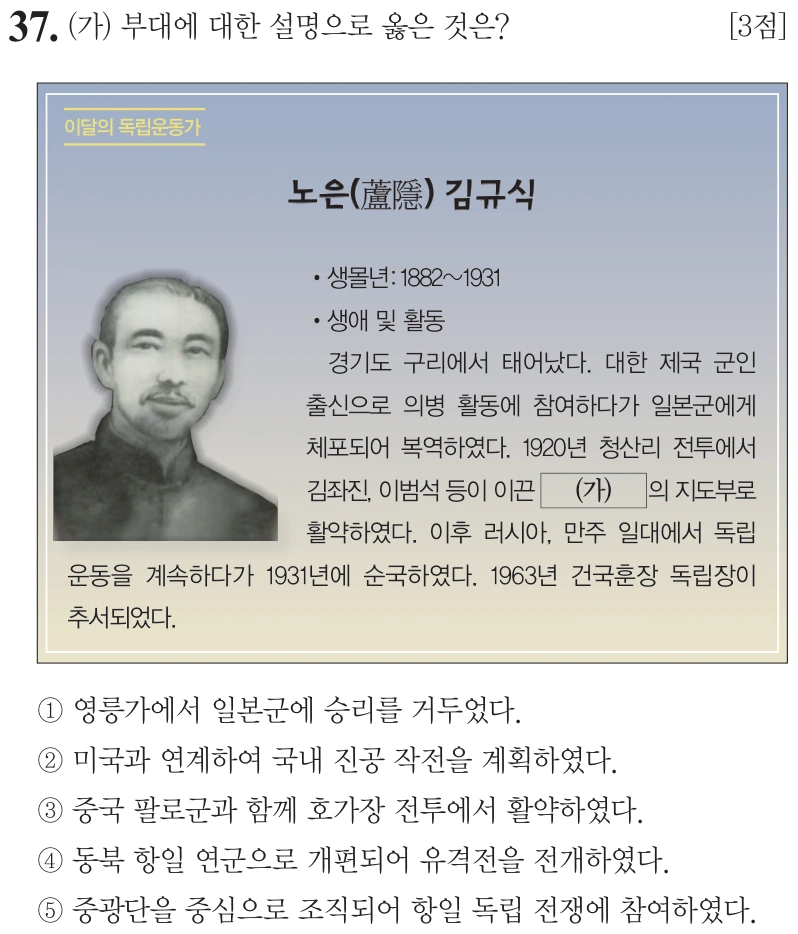 37. (가) 부대에 대한 설명으로 옳은 것은? [3점]
이달의 독립운동가
노은(蘆隱) 김규식
• 생몰년: 1882~1931
• 생애 및 활동
경기도 구리에서 태어났다. 대한 제국 군인
출신으로 의병 활동에 참여하다가 일본군에게
체포되어 복역하였다. 1920년 청산리 전투에서
김좌진, 이범석 등이 이끈 (가) 의 지도부로
활약하였다. 이후 러시아, 만주 일대에서 독립
운동을 계속하다가 1931년에 순국하였다. 1963년 건국훈장 독립장이
추서되었다.
① 영릉가에서 일본군에 승리를 거두었다.
② 미국과 연계하여 국내 진공 작전을 계획하였다.
③ 중국 팔로군과 함께 호가장 전투에서 활약하였다.
④ 동북 항일 연군으로 개편되어 유격전을 전개하였다.
⑤ 중광단을 중심으로 조직되어 항일 독립 전쟁에 참여하였다.